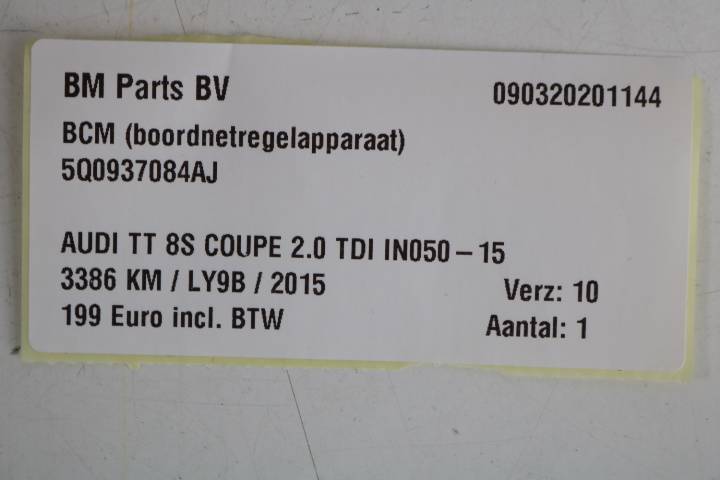 BM Parts BV 090320201144
BCM (boordnetregelapparaat)
5Q0937084AJ
AUDI TT 8S COUPE 2.0 TDI IN050 – 15
3386 KM / LY9B / 2015 Verz: 10
199 Euro incl. BTW Aantal: 1